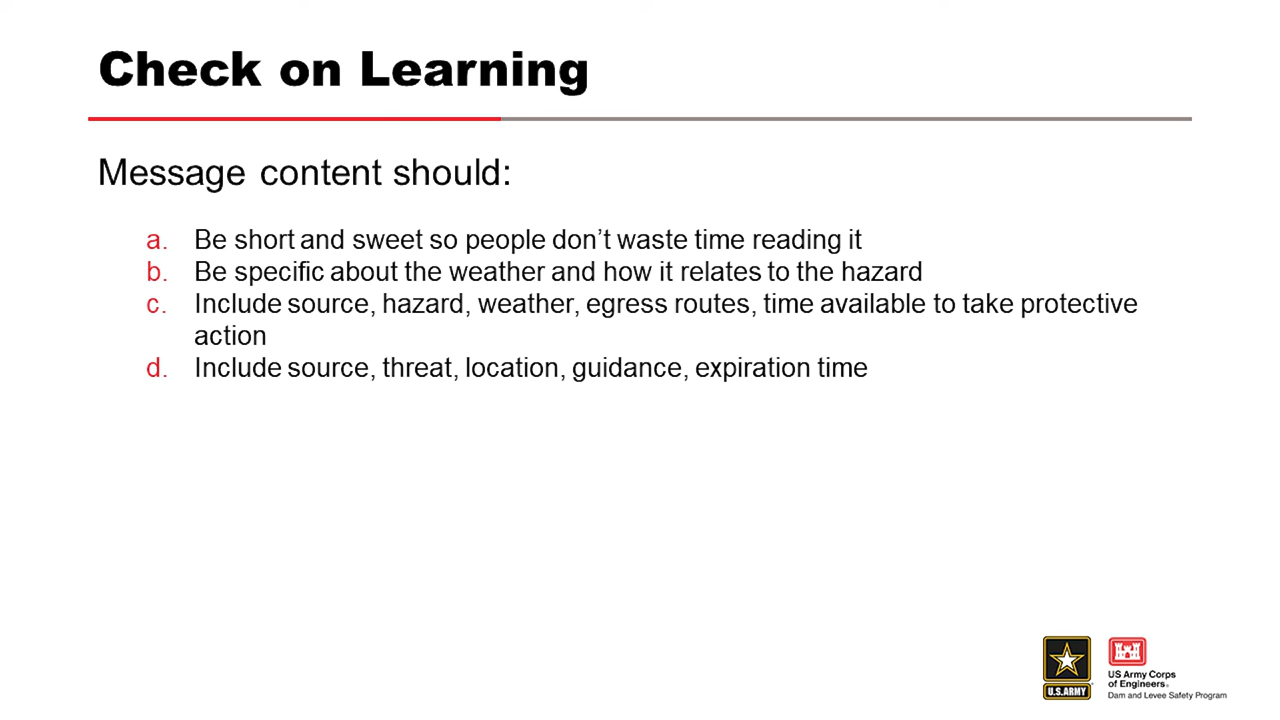 Check on Learning
Message content should:
a. Be short and sweet so people don’t waste time reading it
b. Be specific about the weather and how it relates to the hazard
c. Include source, hazard, weather, egress routes, time available to take protective
action
d. Include source, threat, location, guidance, expiration time
U.S.ARMY
US Army Corps
of Engineers®
Dam and Levee Safety Program